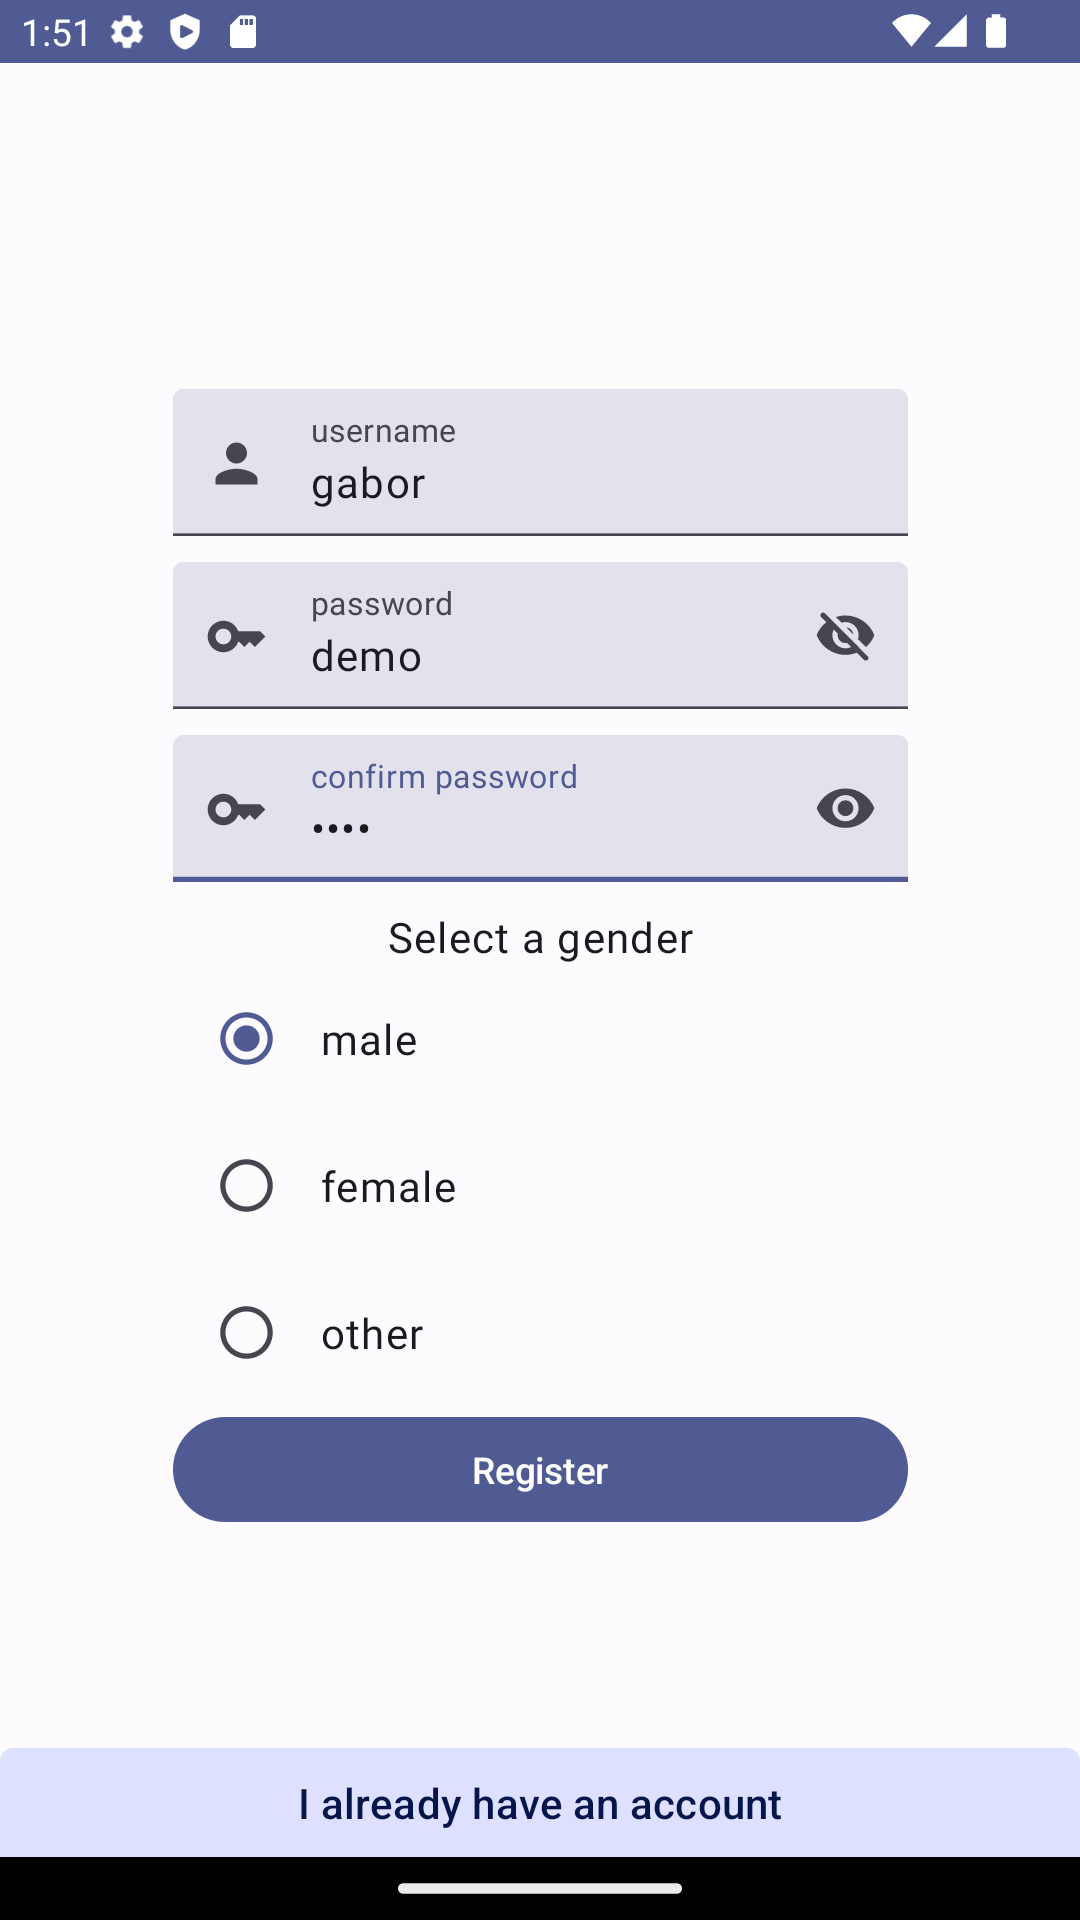 1:51
username
gabor
password
demo
confirm password
••••
Select a gender
male
female
other
Register
I already have an account